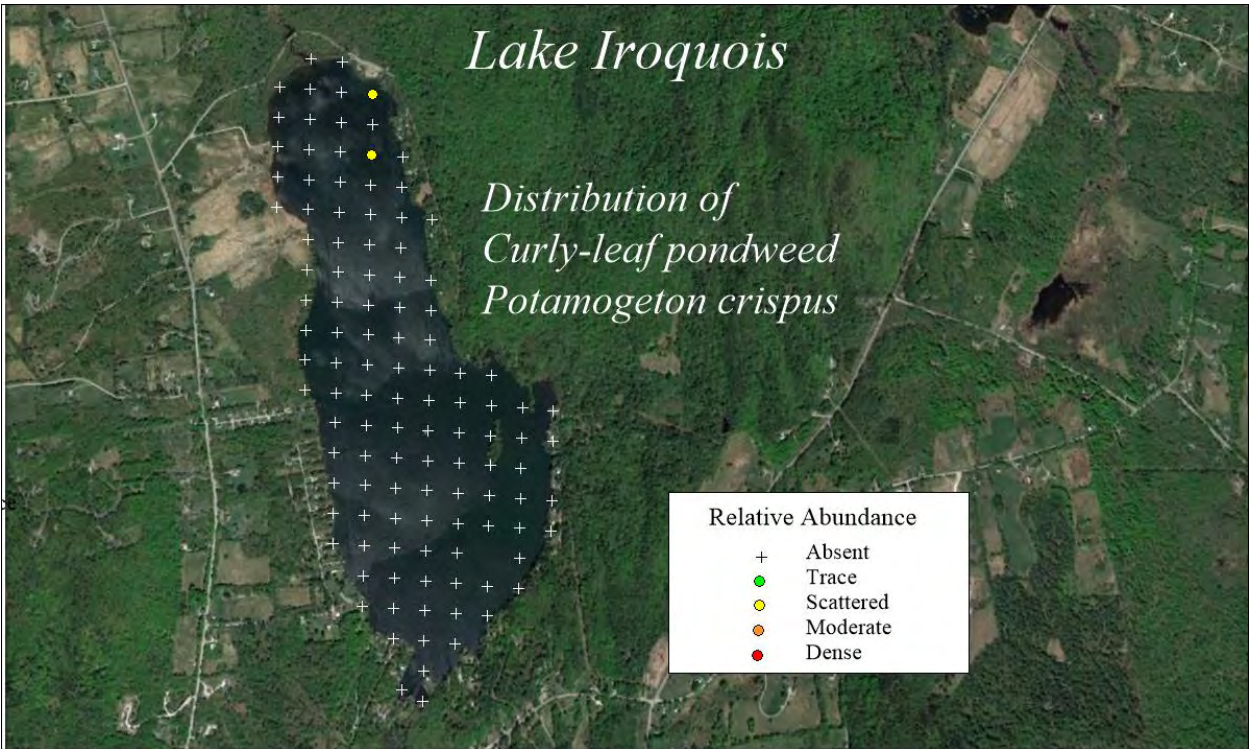 Lake Iroquois
Distribution of
Curly-leaf pondweed
Potamogeton crispus
Relative Abundance
Absent
Trace
Scattered
Moderate
Dense